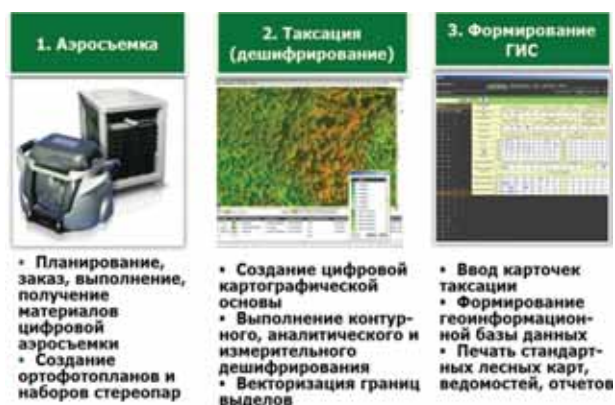 1. Аэросъемка
• Планирование,
заказ, выполнение,
получение
материалов
цифровой
аэросъемки
• Создание
ортофотопланов и
наборов стереопар
2. Таксация
(дешифрирование)
• Создание цифровой
картографической
основы
• Выполнение контур-
ного, аналитического и
измерительного
дешифрирования
• Векторизация границ
выделов
3. Формирование
ГИС
• Ввод карточек
таксации
• Формирование
геоинформацион-
ной базы данных
• Печать стандарт-
ных лесных карт,
ведомостей, отчетов